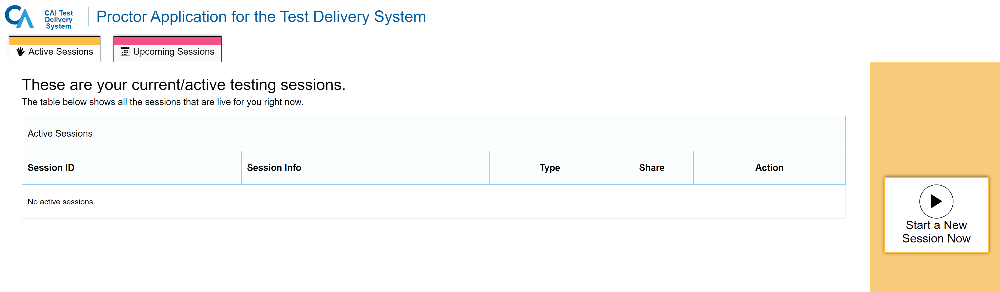 CAI Test
Delivery
System
Proctor Application for the Test Delivery System
Active Sessions
Upcoming Sessions
These are your current/active testing sessions.
The table below shows all the sessions that are live for you right now.
Active Sessions
Session ID
Session Info
Type
Share
Action
No active sessions.
Start a New
Session Now